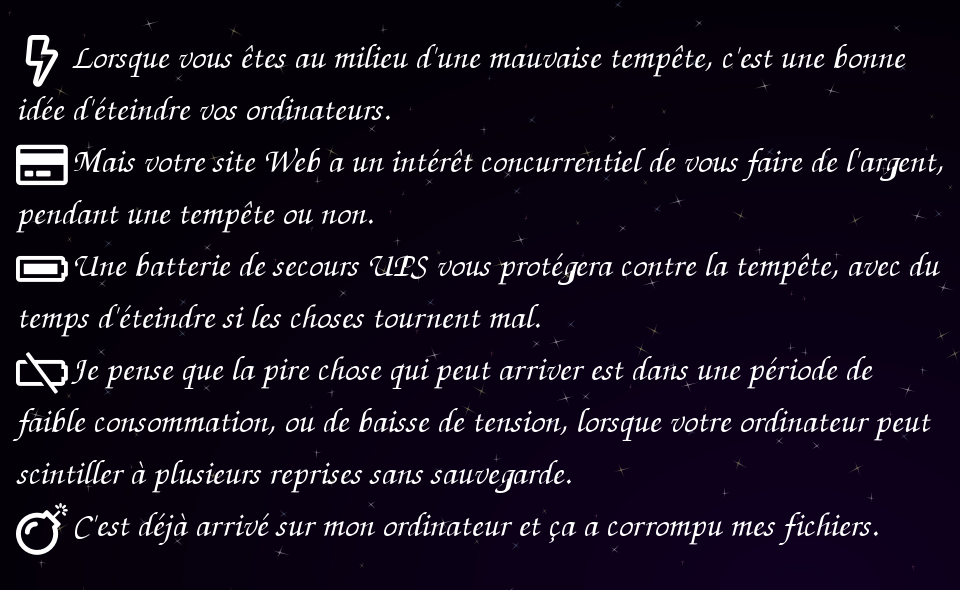 Lorsque vous êtes au milieu d'une mauvaise tempête, c'est une bonne
idée d'éteindre vos ordinateurs.
Mais votre site Web a un intérêt concurrentiel de vous faire de l'argent,
pendant une tempête ou non.
Une batterie de secours UPS vous protégera contre la tempête, avec du
temps d'éteindre si les choses tournent mal.
Je pense que la pire chose qui peut arriver est dans une période de
faible consommation, ou de baisse de tension, lorsque votre ordinateur peut
scintiller à plusieurs reprises sans sauvegarde.
C'est déjà arrivé sur mon ordinateur et ça a corrompu mes fichiers.